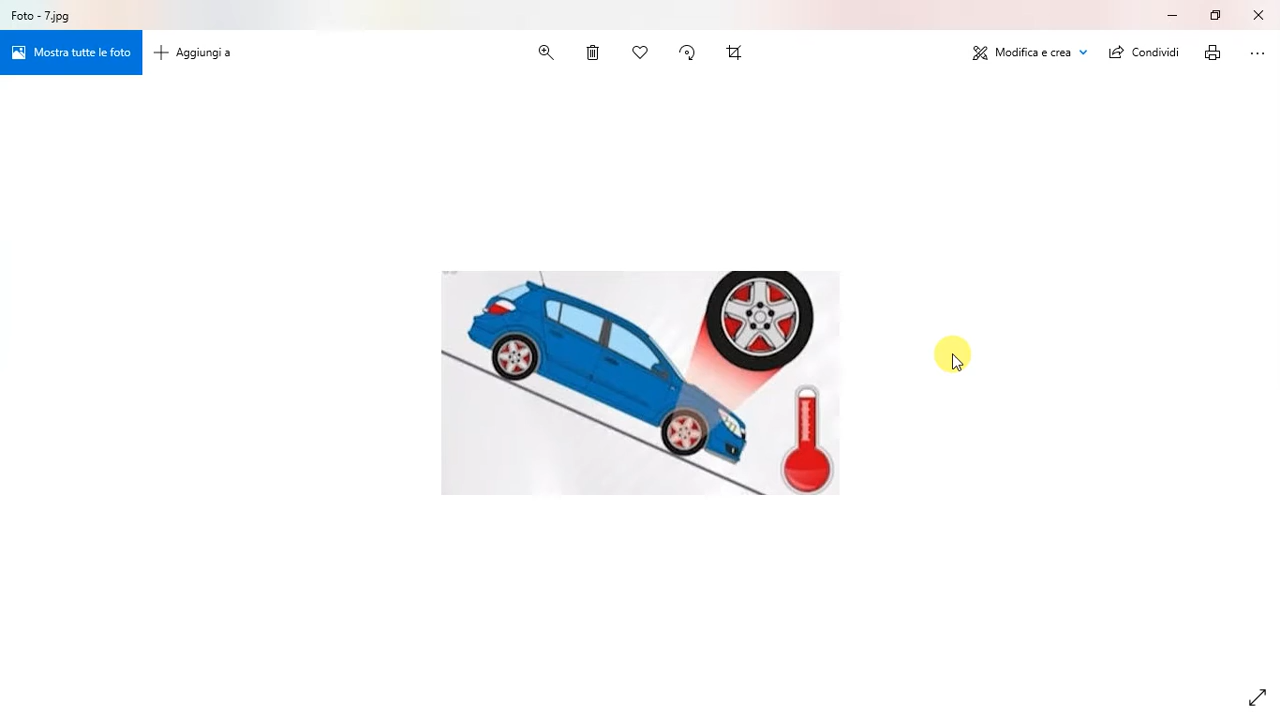 Foto - 7.jpg
Mostra tutte le foto
Aggiungi a
Modifica e crea
Condividi